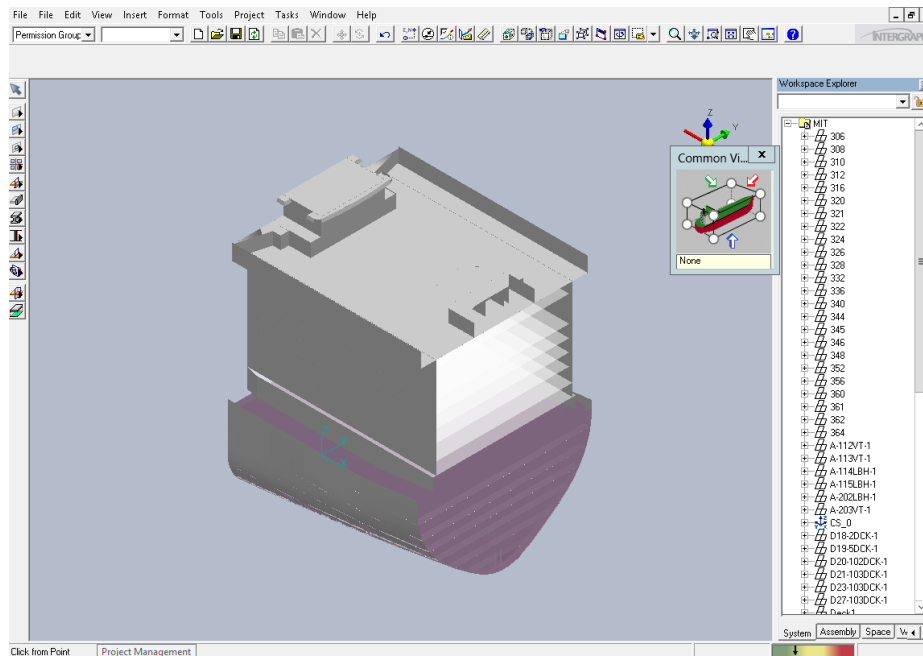 File File Edit View Insert Format Tools Project Tasks Window Help
Permission Group
INTERGRAPH
Workspace Explorer
Z
Y
Common Vi... X
None
MIT
306
308
310
312
316
320
321
322
324
326
328
332
336
340
344
345
346
348
352
356
360
361
362
364
A-112VT-1
A-113VT-1
A-114LBH-1
A-115LBH-1
A-202LBH-1
A-203VT-1
CS_0
D18-2DCK-1
D19-5DCK-1
D20-102DCK-1
D21-103DCK-1
D23-103DCK-1
D27-103DCK-1
Deck1
System Assembly Space
Click from Point Project Management